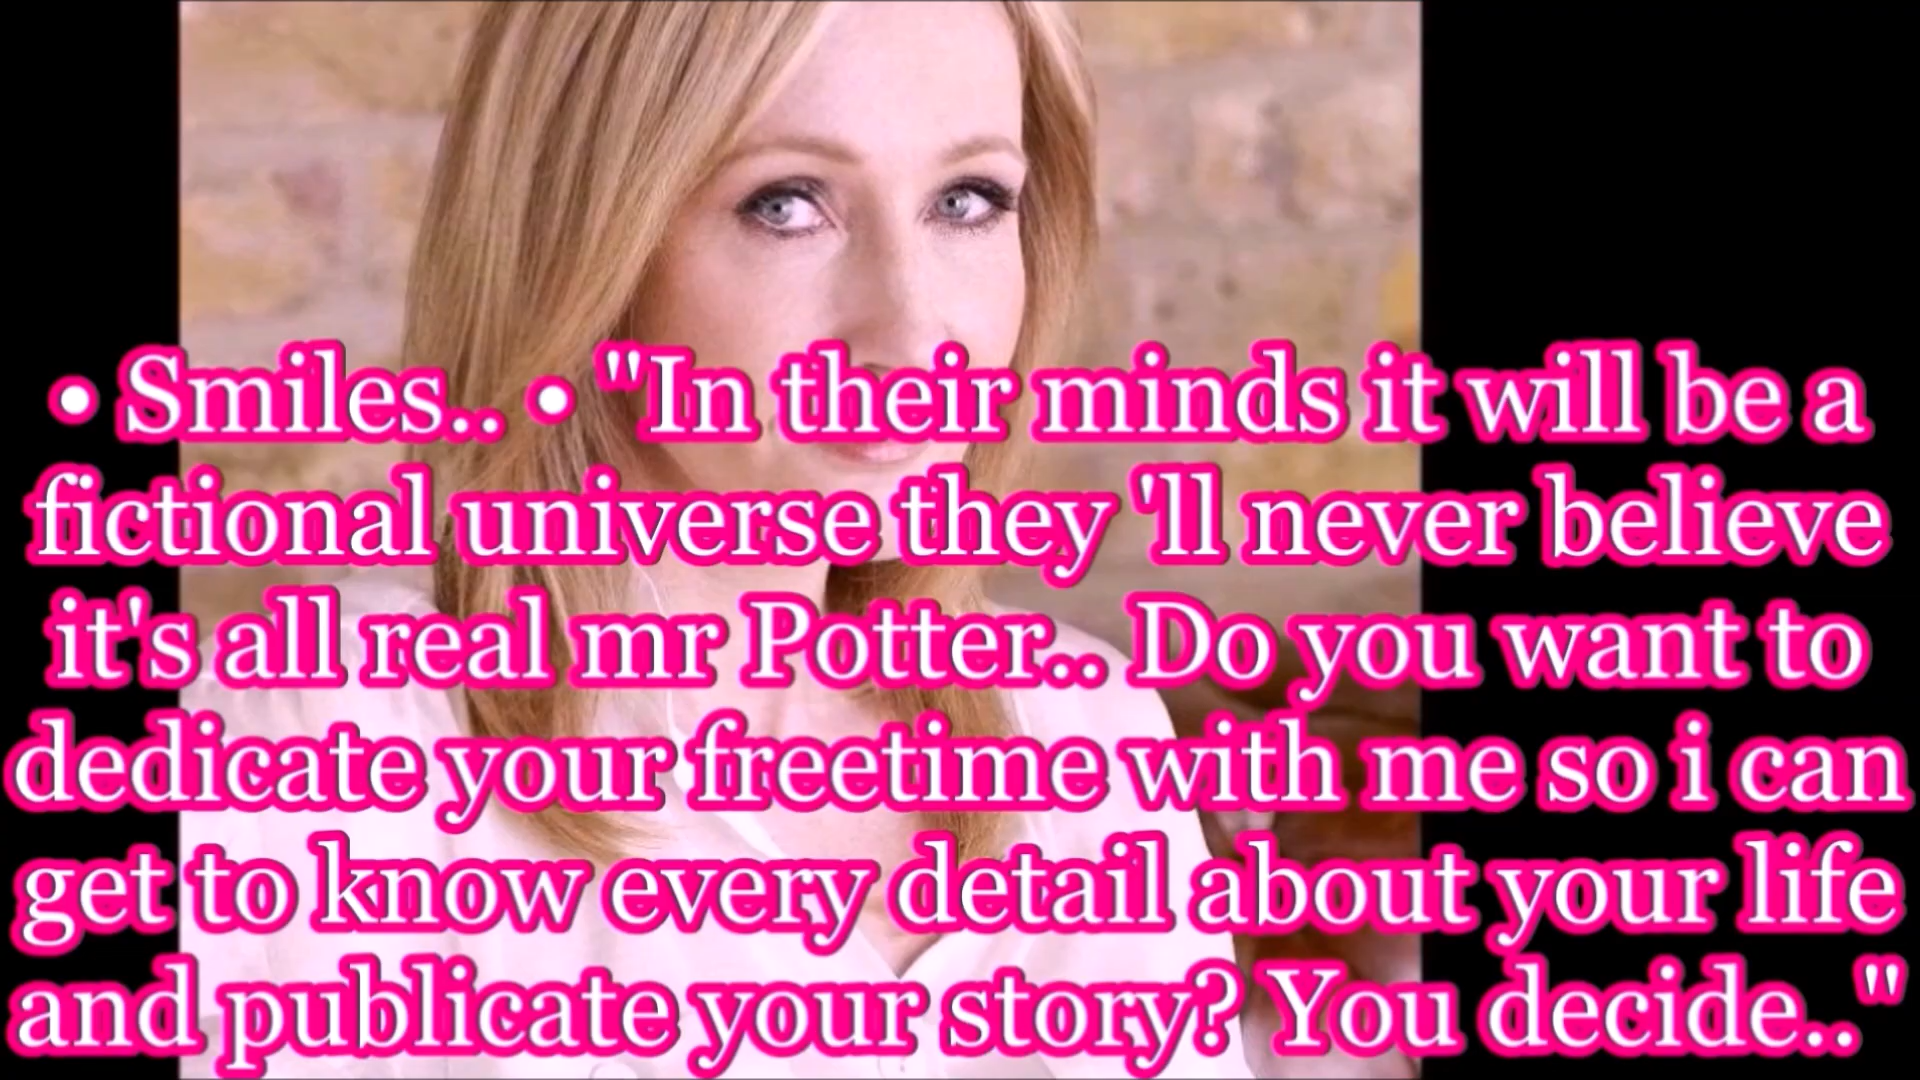 • Smiles.. • "In their minds it will be a
fictional universe they 'll never believe
it's all real mr Potter.. Do you want to
dedicate your freetime with me so i can
get to know every detail about your life
and publicate your story? You decide.."